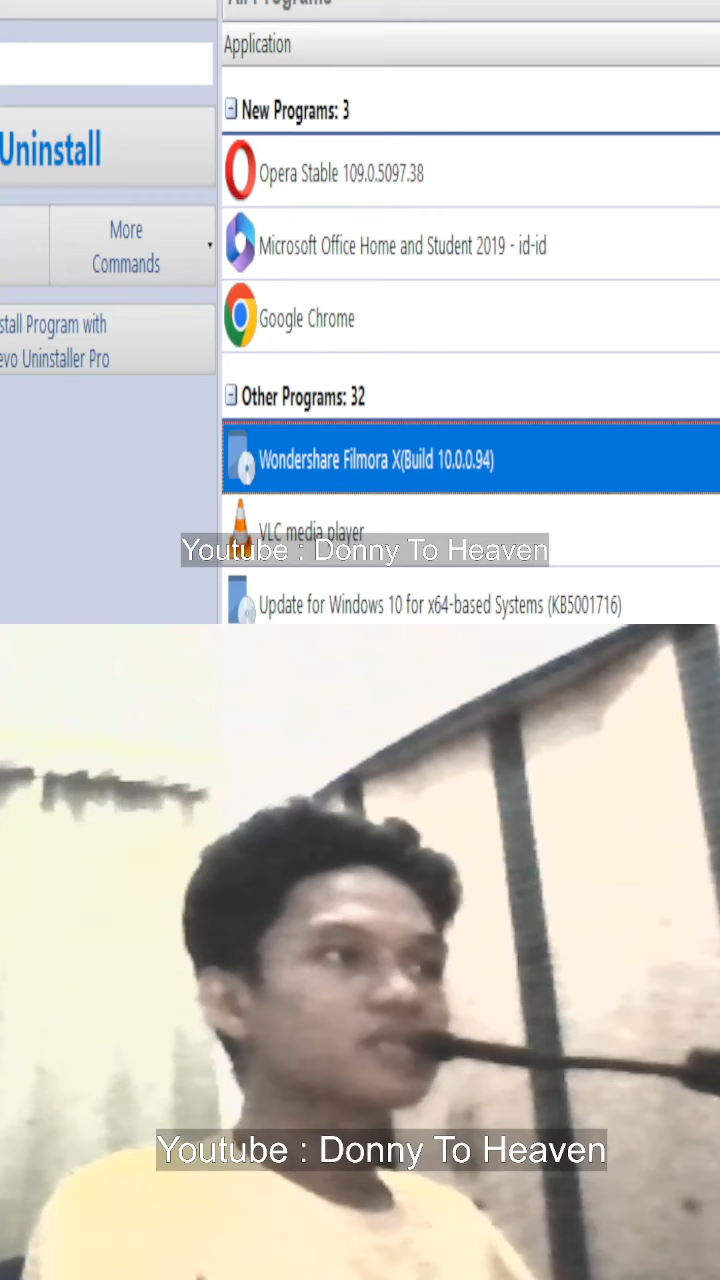 All Programs
Application
New Programs: 3
Uninstall
Opera Stable 109.0.5097.38
More
Commands
Microsoft Office Home and Student 2019 - id-id
stall Program with
evo Uninstaller Pro
Google Chrome
Other Programs: 32
Wondershare Filmora X(Build 10.0.0.94)
VLC media player
Youtube : Donny To Heaven
Update for Windows 10 for x64-based Systems (KB5001716)
Youtube : Donny To Heaven